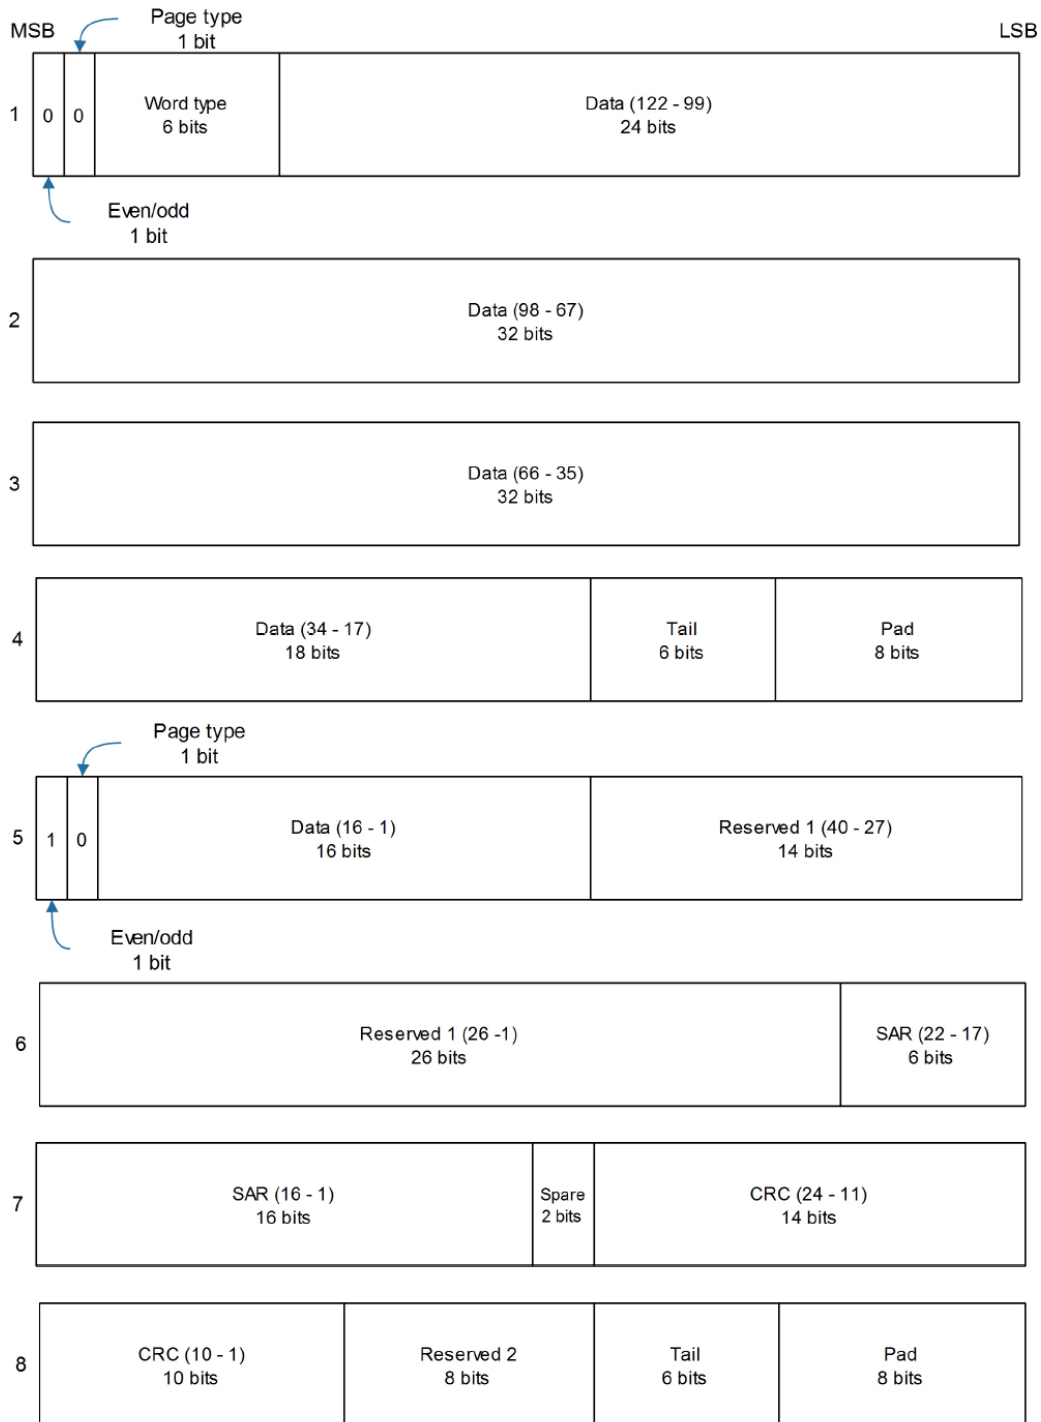 Page type
1 bit
MSB
LSB
1
0
0
Word type
6 bits
Data (122 - 99)
24 bits
Even/odd
1 bit
2
Data (98 - 67)
32 bits
3
Data (66 - 35)
32 bits
4
Data (34 - 17)
18 bits
Tail
6 bits
Pad
8 bits
Page type
1 bit
5
1
0
Data (16 - 1)
16 bits
Reserved 1 (40 - 27)
14 bits
Even/odd
1 bit
6
Reserved 1 (26 -1)
26 bits
SAR (22 - 17)
6 bits
7
SAR (16 - 1)
16 bits
Spare
2 bits
CRC (24 - 11)
14 bits
8
CRC (10 - 1)
10 bits
Reserved 2
8 bits
Tail
6 bits
Pad
8 bits